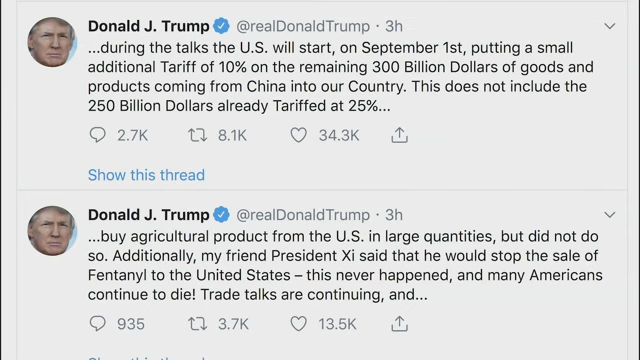 Donald J. Trump @realDonaldTrump · 3h
...during the talks the U.S. will start, on September 1st, putting a small
additional Tariff of 10% on the remaining 300 Billion Dollars of goods and
products coming from China into our Country. This does not include the
250 Billion Dollars already Tariffed at 25%...
2.7K 8.1K 34.3K
Show this thread
Donald J. Trump @realDonaldTrump · 3h
...buy agricultural product from the U.S. in large quantities, but did not do
so. Additionally, my friend President Xi said that he would stop the sale of
Fentanyl to the United States – this never happened, and many Americans
continue to die! Trade talks are continuing, and...
935 3.7K 13.5K